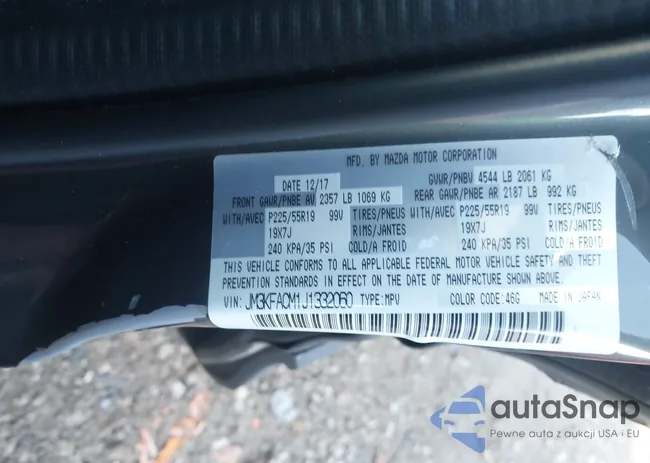 MFD. BY MAZDA MOTOR CORPORATION
DATE 12/17 GVWR/PNBV 4544 LB 2061 KG
FRONT GAWR/PNBE AV 2357 LB 1069 KG REAR GAWR/PNBE AR 2187 LB 992 KG
WITH/AVEC P225/55R19 99V TIRES/PNEUS WITH/AVEC P225/55R19 99V TIRES/PNEUS
19X7J RIMS/JANTES 19X7J RIMS/JANTES
240 KPA/35 PSI COLD/A FROID 240 KPA/35 PSI COLD/A FROID
THIS VEHICLE CONFORMS TO ALL APPLICABLE FEDERAL MOTOR VEHICLE SAFETY, BUMPER, AND THEFT
PREVENTION STANDARDS IN EFFECT ON THE DATE OF MANUFACTURE SHOWN ABOVE.
VIN: JM3KFACM1J1332060 TYPE: MPV COLOR CODE: 46G MADE IN JAPAN
autaSnap
Pewne auta z aukcji USA i EU